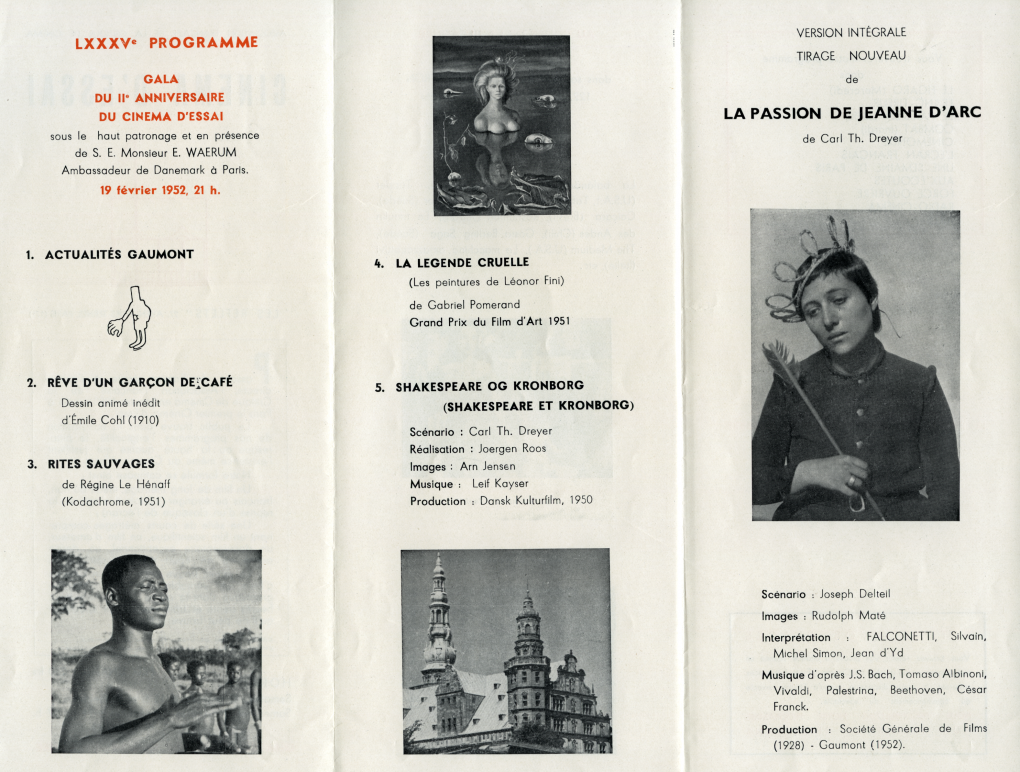 LXXXVe PROGRAMME
GALA
DU IIe ANNIVERSAIRE
DU CINEMA D'ESSAI
sous le haut patronage et en présence
de S. E. Monsieur E. WAERUM
Ambassadeur de Danemark à Paris.
19 février 1952, 21 h.
1. ACTUALITÉS GAUMONT
2. RÊVE D'UN GARÇON DE CAFÉ
Dessin animé inédit
d'Émile Cohl (1910)
3. RITES SAUVAGES
de Régine Le Hénaff
(Kodachrome, 1951)
4. LA LEGENDE CRUELLE
(Les peintures de Léonor Fini)
de Gabriel Pomerand
Grand Prix du Film d'Art 1951
5. SHAKESPEARE OG KRONBORG
(SHAKESPEARE ET KRONBORG)
Scénario : Carl Th. Dreyer
Réalisation : Joergen Roos
Images : Arn Jensen
Musique : Leif Kayser
Production : Dansk Kulturfilm, 1950
VERSION INTÉGRALE
TIRAGE NOUVEAU
de
LA PASSION DE JEANNE D'ARC
de Carl Th. Dreyer
Scénario : Joseph Delteil
Images : Rudolph Maté
Interprétation : FALCONETTI, Silvain,
Michel Simon, Jean d'Yd
Musique d'après J.S. Bach, Tomaso Albinoni,
Vivaldi, Palestrina, Beethoven, César
Franck.
Production : Société Générale de Films
(1928) - Gaumont (1952).